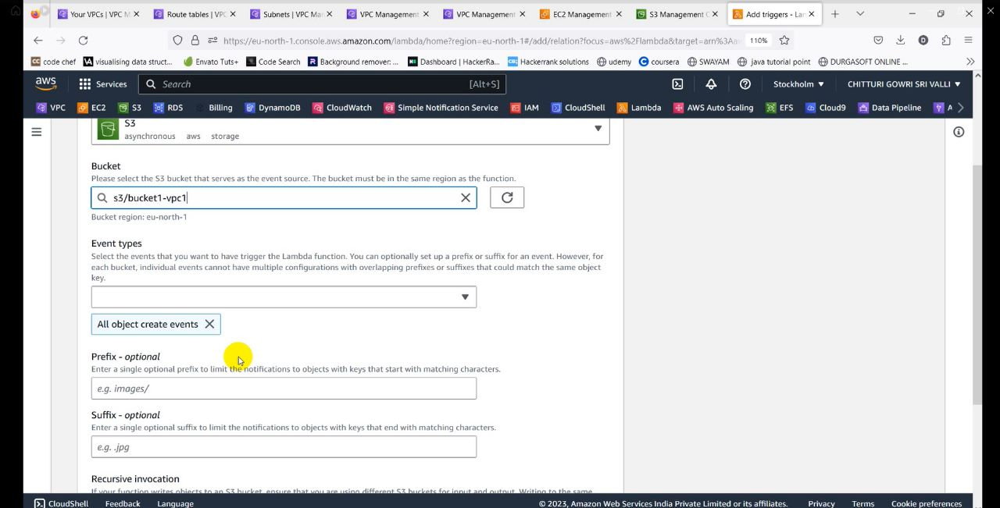 Your VPCs | VPC M
Route tables | VPC
Subnets | VPC Ma
VPC Management
VPC Management
EC2 Management
S3 Management C
Add triggers - Lam
https://eu-north-1.console.aws.amazon.com/lambda/home?region=eu-north-1#/add/relation?focus=aws%2Flambda&target=arn%3Aaw
110%
code chef
visualising data struct...
Envato Tuts+
Code Search
Background remover: ...
Dashboard | HackerRa...
Hackerrank solutions
udemy
coursera
SWAYAM
java tutorial point
DURGASOFT ONLINE ...
aws
Services
Search
[Alt+S]
Stockholm
CHITTURI GOWRI SRI VALLI
VPC
EC2
S3
RDS
Billing
DynamoDB
CloudWatch
Simple Notification Service
IAM
CloudShell
Lambda
AWS Auto Scaling
EFS
Cloud9
Data Pipeline
A
S3
asynchronous aws storage
Bucket
Please select the S3 bucket that serves as the event source. The bucket must be in the same region as the function.
s3/bucket1-vpc1
Bucket region: eu-north-1
Event types
Select the events that you want to have trigger the Lambda function. You can optionally set up a prefix or suffix for an event. However, for
each bucket, individual events cannot have multiple configurations with overlapping prefixes or suffixes that could match the same object
key.
All object create events
Prefix - optional
Enter a single optional prefix to limit the notifications to objects with keys that start with matching characters.
e.g. images/
Suffix - optional
Enter a single optional suffix to limit the notifications to objects with keys that end with matching characters.
e.g. .jpg
Recursive invocation
If your function writes objects to an S3 bucket, ensure that you are using different S3 buckets for input and output. Writing to the same
CloudShell
Feedback
Language
© 2023, Amazon Web Services India Private Limited or its affiliates.
Privacy
Terms
Cookie preferences